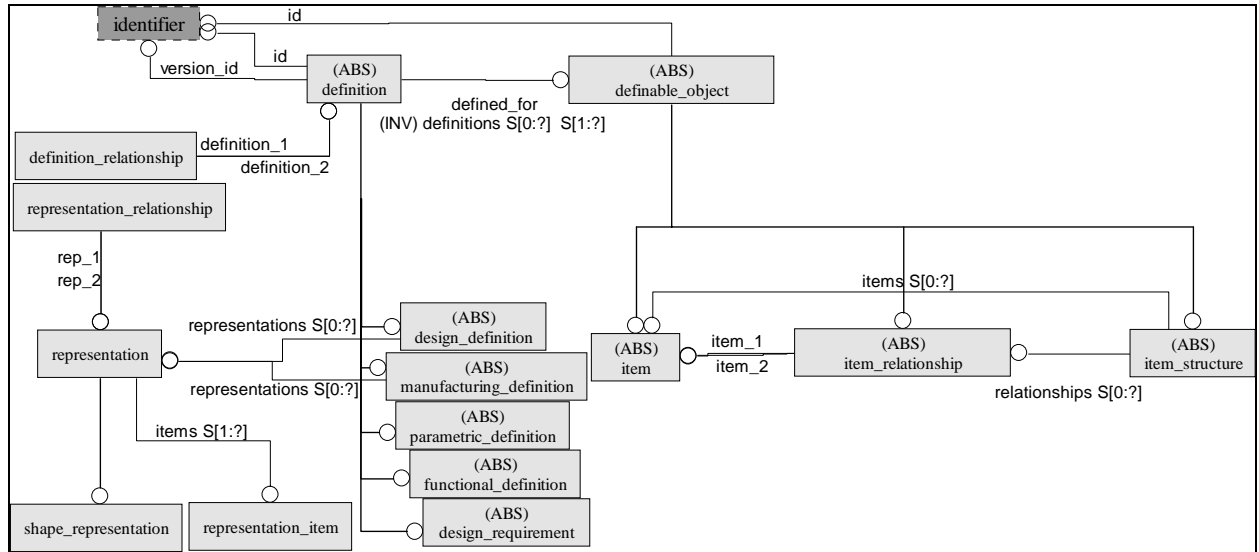 identifier
id
id
version_id
(ABS)
definition
(ABS)
definable_object
defined_for
(INV) definitions S[0:?] S[1:?]
definition_relationship
definition_1
definition_2
representation_relationship
rep_1
rep_2
items S[0:?]
representations S[0:?]
(ABS)
design_definition
representation
(ABS)
item
item_1
item_2
(ABS)
item_relationship
(ABS)
item_structure
relationships S[0:?]
(ABS)
manufacturing_definition
representations S[0:?]
(ABS)
parametric_definition
items S[1:?]
(ABS)
functional_definition
shape_representation
representation_item
(ABS)
design_requirement